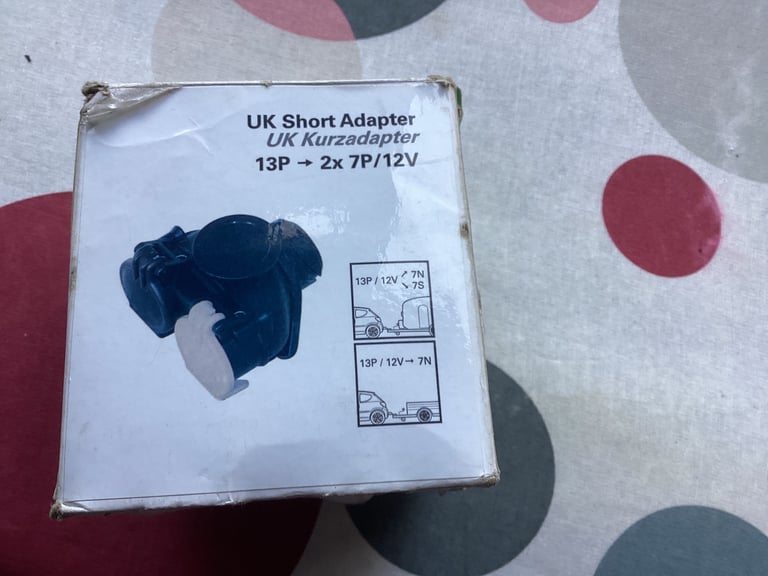 UK Short Adapter
UK Kurzadapter
13P → 2x 7P/12V
13P / 12V ↗ 7N
↘ 7S
13P / 12V → 7N